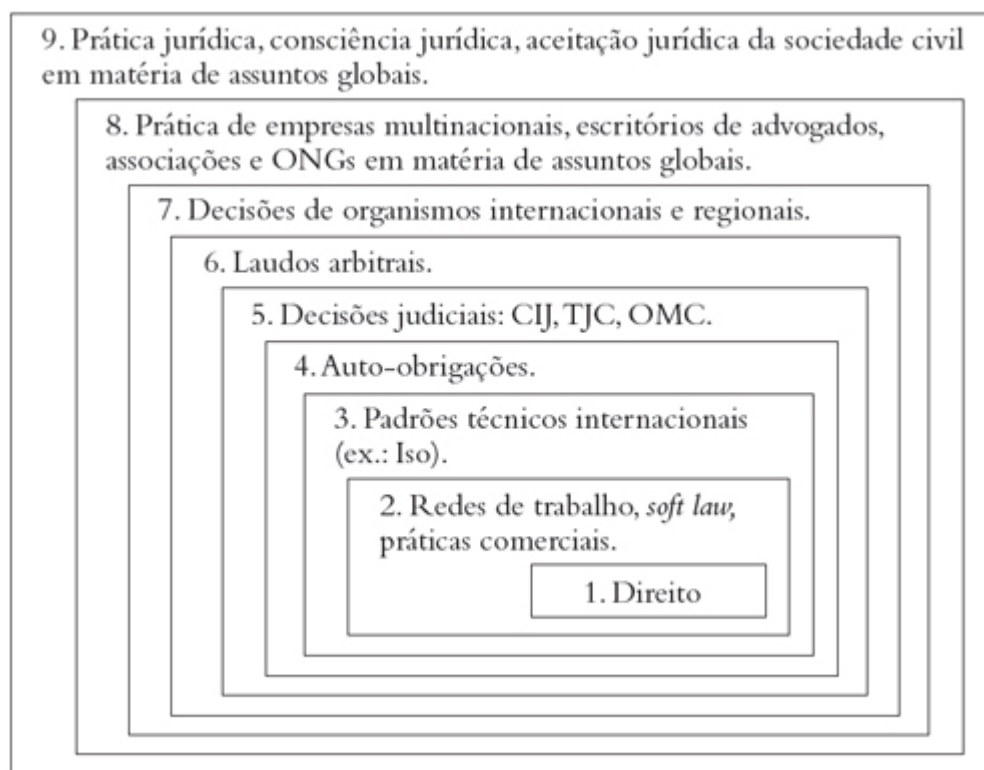 9. Prática jurídica, consciência jurídica, aceitação jurídica da sociedade civil
em matéria de assuntos globais.
8. Prática de empresas multinacionais, escritórios de advogados,
associações e ONGs em matéria de assuntos globais.
7. Decisões de organismos internacionais e regionais.
6. Laudos arbitrais.
5. Decisões judiciais: CIJ, TJC, OMC.
4. Auto-obrigações.
3. Padrões técnicos internacionais
(ex.: Iso).
2. Redes de trabalho, soft law,
práticas comerciais.
1. Direito